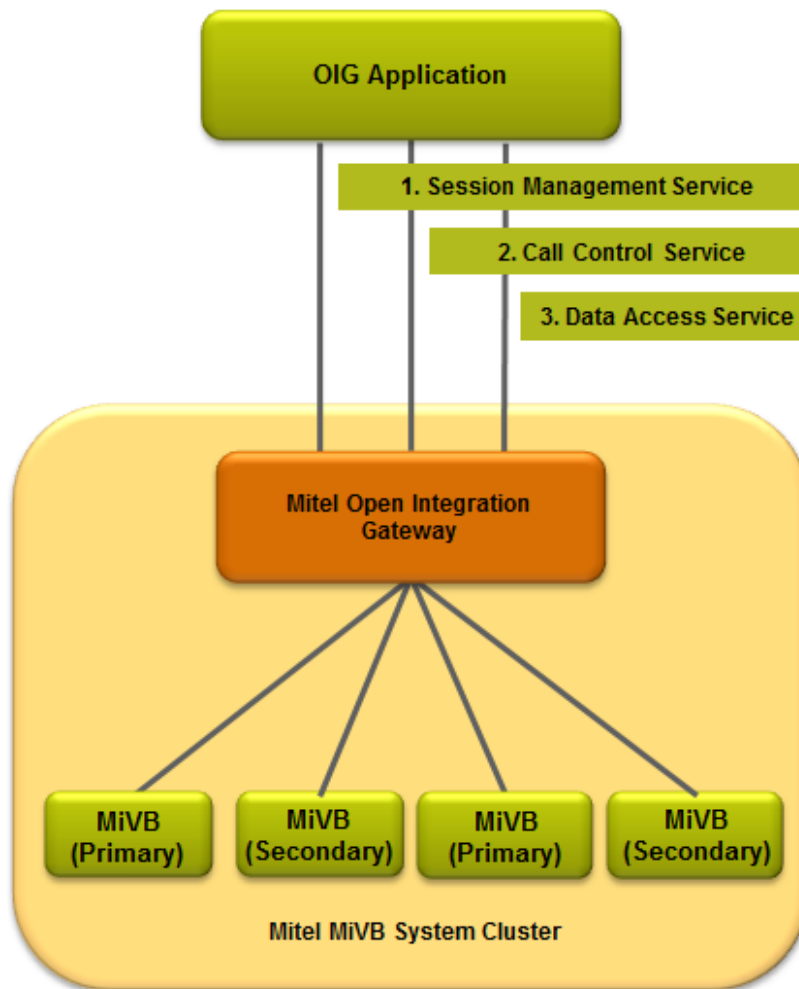 OIG Application
1. Session Management Service
2. Call Control Service
3. Data Access Service
Mitel Open Integration
Gateway
MiVB
(Primary)
MiVB
(Secondary)
MiVB
(Primary)
MiVB
(Secondary)
Mitel MiVB System Cluster